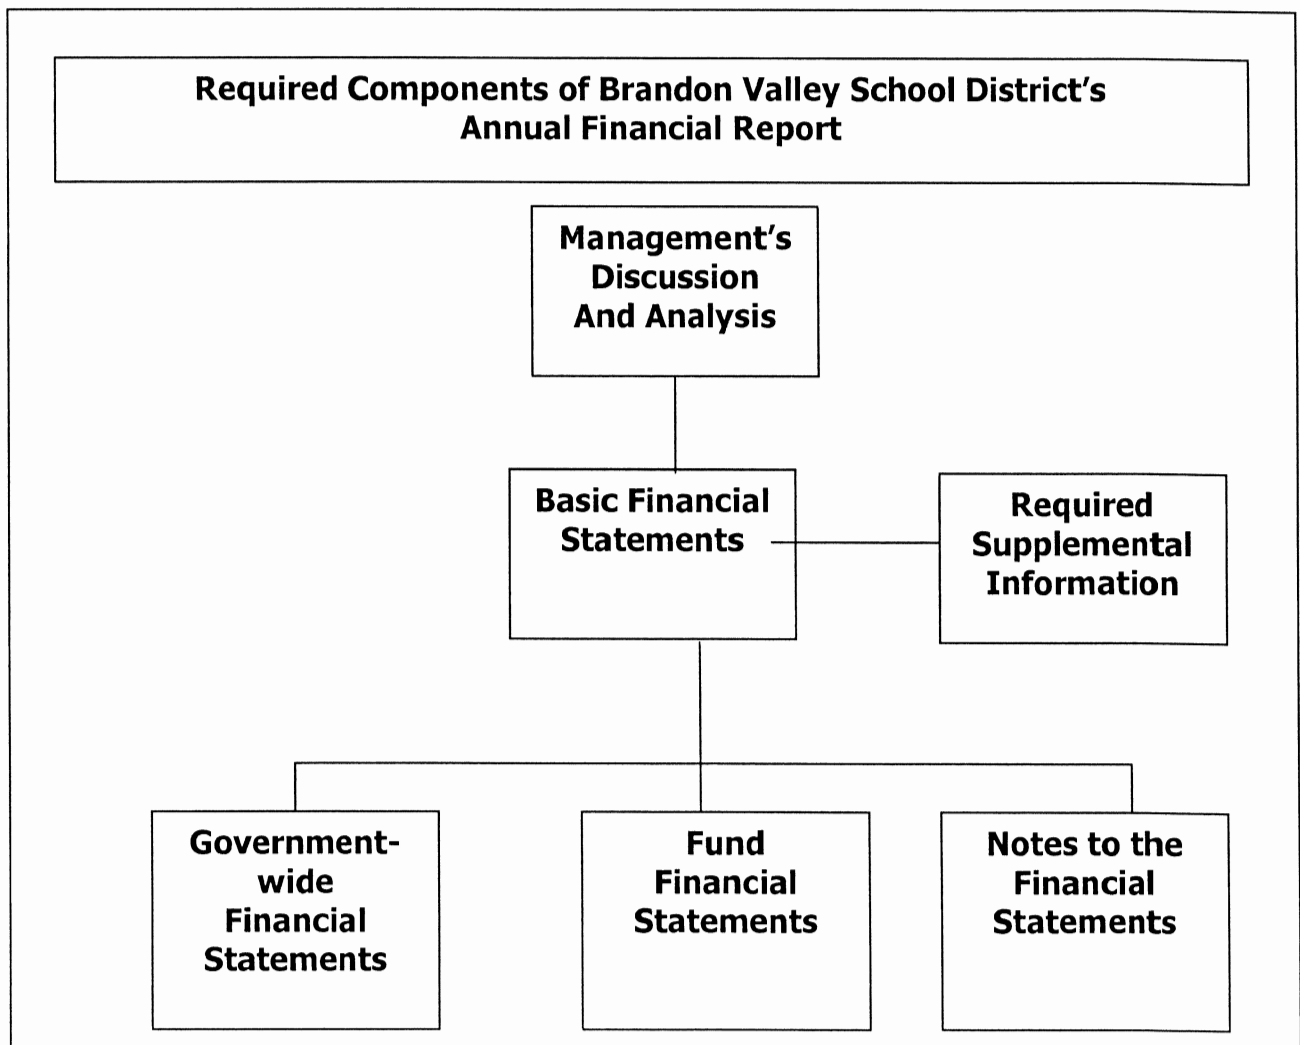 Required Components of Brandon Valley School District's
Annual Financial Report
Management's
Discussion
And Analysis
Basic Financial
Statements
Required
Supplemental
Information
Government-
wide
Financial
Statements
Fund
Financial
Statements
Notes to the
Financial
Statements